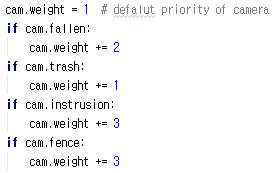 cam.weight = 1  # defalut priority of camera
if cam.fallen:
    cam.weight += 2
if cam.trash:
    cam.weight += 1
if cam.instrusion:
    cam.weight += 3
if cam.fence:
    cam.weight += 3